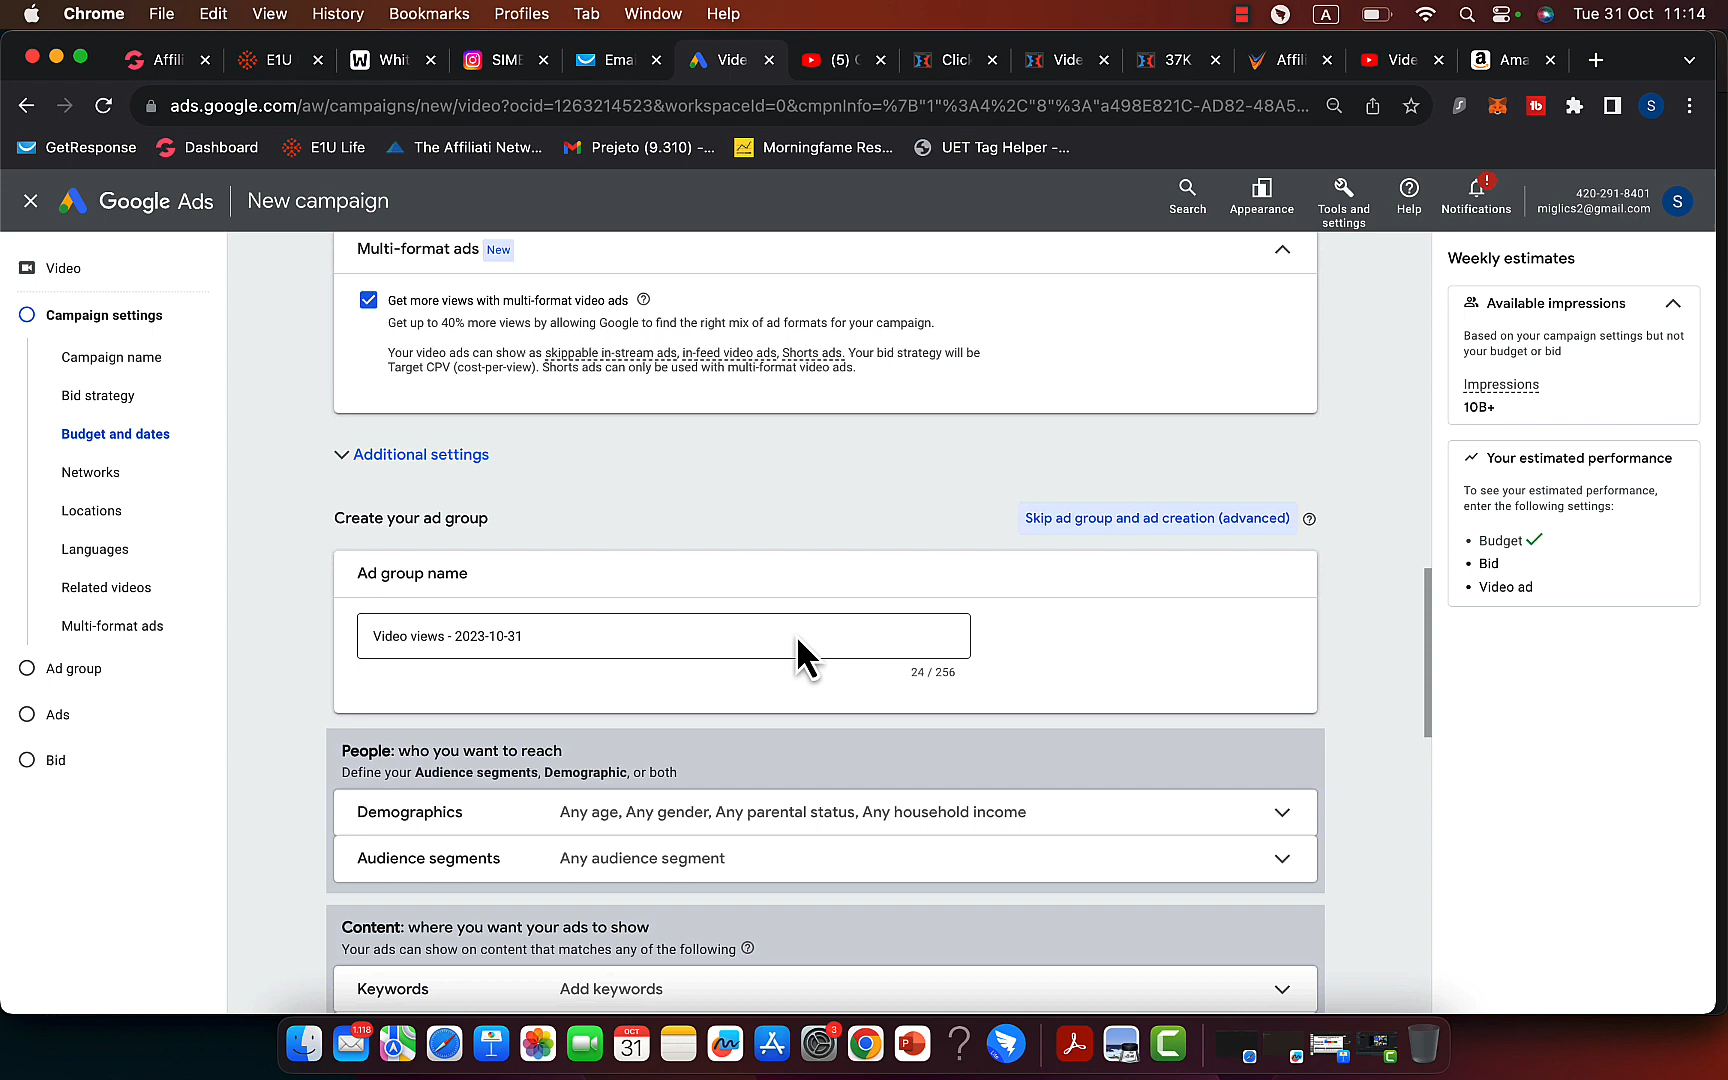 Chrome File Edit View History Bookmarks Profiles Tab Window Help A Tue 31 Oct 11:14
Affili E1U Whit SIME Emai Vide (5) Clic Vide 37K Affili Vide Ama
ads.google.com/aw/campaigns/new/video?ocid=1263214523&workspaceId=0&cmpnInfo=%7B"1"%3A4%2C"8"%3A"a498E821C-AD82-48A5... S
GetResponse Dashboard E1U Life The Affiliati Netw... Prejeto (9.310) -... Morningfame Res... UET Tag Helper -...
Google Ads New campaign
Search Appearance Tools and settings Help Notifications
420-291-8401
miglics2@gmail.com
S
Video
Campaign settings
Campaign name
Bid strategy
Budget and dates
Networks
Locations
Languages
Related videos
Multi-format ads
Ad group
Ads
Bid
Multi-format ads New
Get more views with multi-format video ads
Get up to 40% more views by allowing Google to find the right mix of ad formats for your campaign.
Your video ads can show as skippable in-stream ads, in-feed video ads, Shorts ads. Your bid strategy will be
Target CPV (cost-per-view). Shorts ads can only be used with multi-format video ads.
Additional settings
Create your ad group
Skip ad group and ad creation (advanced)
Ad group name
Video views - 2023-10-31
24 / 256
People: who you want to reach
Define your Audience segments, Demographic, or both
Demographics Any age, Any gender, Any parental status, Any household income
Audience segments Any audience segment
Content: where you want your ads to show
Your ads can show on content that matches any of the following
Keywords Add keywords
Weekly estimates
Available impressions
Based on your campaign settings but not
your budget or bid
Impressions
10B+
Your estimated performance
To see your estimated performance,
enter the following settings:
Budget
Bid
Video ad
1.118
OCT
31
3